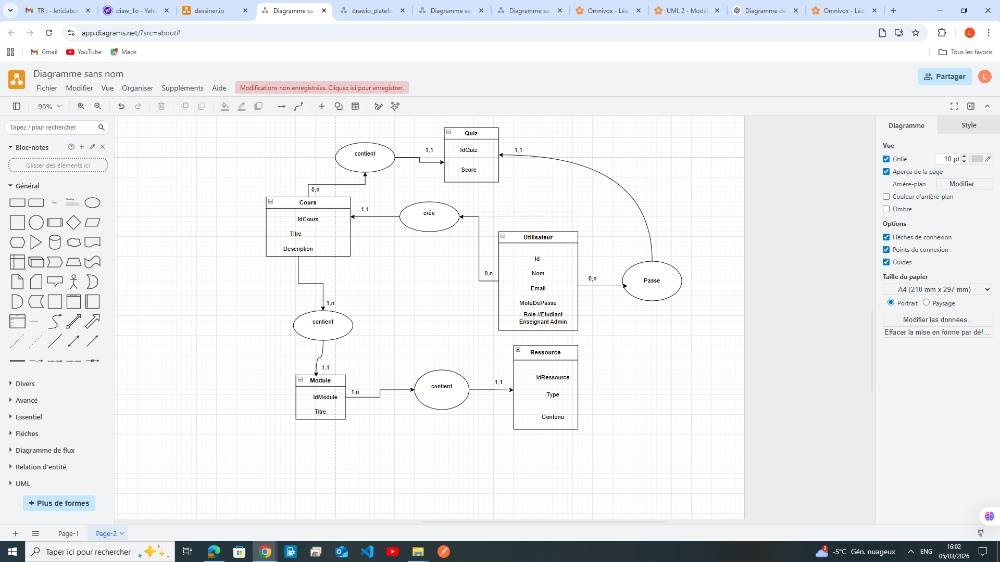 TR : - leticiabou
diaw_1o - Yaho
dessiner.io
Diagramme san
drawio_platefo
Diagramme sa
Diagramme sa
Omnivox - Léa
UML 2 - Modél
Diagramme de
Omnivox - Léa
app.diagrams.net/?src=about#
L
Gmail
YouTube
Maps
Tous les favoris
Diagramme sans nom
Fichier
Modifier
Vue
Organiser
Suppléments
Aide
Modifications non enregistrées. Cliquez ici pour enregistrer.
Partager
L
95%
Tapez / pour rechercher
Bloc-notes
Glisser des éléments ici
Général
Text
Heading
Divers
Avancé
Essentiel
Flèches
Diagramme de flux
Relation d'entité
UML
+ Plus de formes
Quiz
IdQuiz
Score
contient
1,1
1,1
0,n
Cours
IdCours
Titre
Description
1,1
crée
Utilisateur
Id
Nom
Email
MoteDePasse
Role //Etudiant
Enseignant Admin
0,n
0,n
Passe
1,n
contient
1,1
Module
IdModule
Titre
1,n
contient
1,1
Ressource
IdRessource
Type
Contenu
Diagramme
Style
Vue
Grille
10 pt
Aperçu de la page
Arrière-plan
Modifier...
Couleur d'arrière-plan
Ombre
Options
Flèches de connexion
Points de connexion
Guides
Taille du papier
A4 (210 mm x 297 mm)
Portrait
Paysage
Modifier les données...
Effacer la mise en forme par déf...
Page-1
Page-2
Taper ici pour rechercher
2
-5°C Gén. nuageux
ENG
16:02
05/03/2026